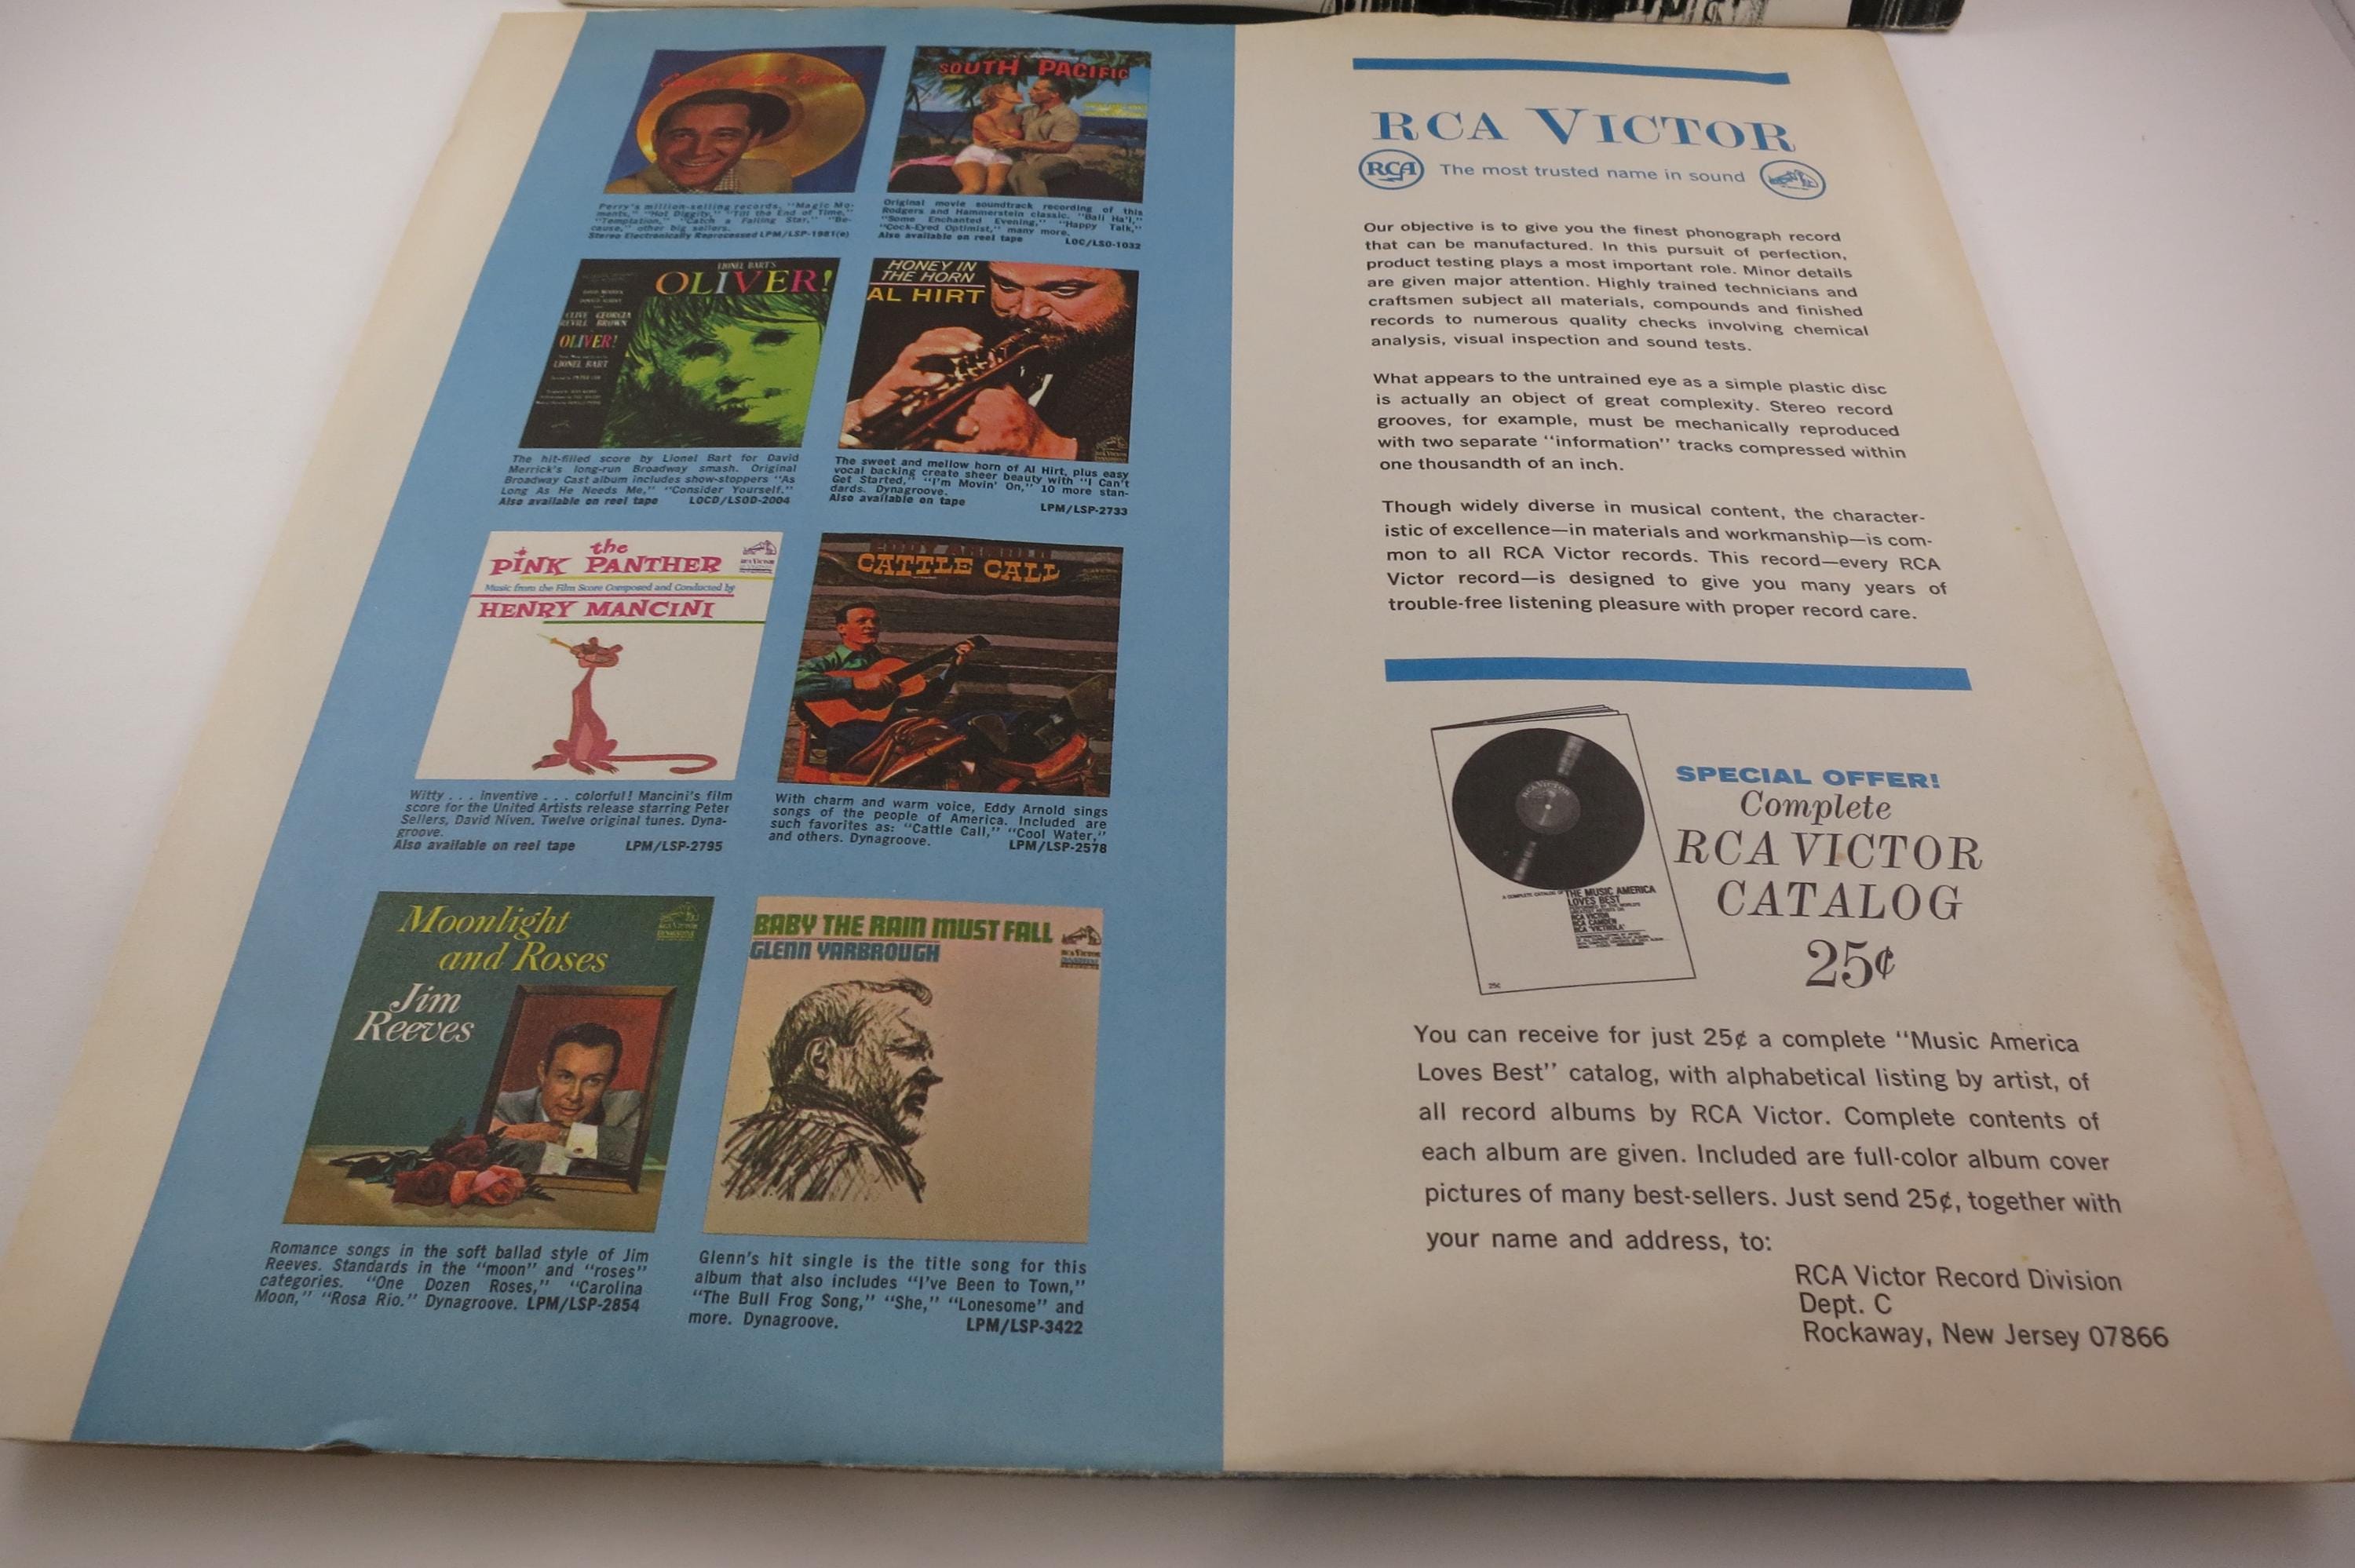 SOUTH PACIFIC
Perry's million-selling records, "Magic Mo-
ments," "Hot Diggity," "Till the End of Time,"
"Temptation," "Catch a Falling Star," "Be-
cause," other big sellers.
Stereo Electronically Reprocessed LPM/LSP-1981(e)
Original movie soundtrack recording of this
Rodgers and Hammerstein classic. "Bali Ha'i,"
"Some Enchanted Evening," "Happy Talk,"
"Cock-Eyed Optimist," many more.
Also available on reel tape LOC/LSO-1032
LIONEL BART'S
OLIVER!
CLIVE GEORGIA
REVILL BROWN
OLIVER!
LIONEL BART
The hit-filled score by Lionel Bart for David
Merrick's long-run Broadway smash. Original
Broadway Cast album includes show-stoppers "As
Long As He Needs Me," "Consider Yourself."
Also available on reel tape LOCD/LSOD-2004
HONEY IN
THE HORN
AL HIRT
The sweet and mellow horn of Al Hirt, plus easy
vocal backing create sheer beauty with "I Can't
Get Started," "I'm Movin' On," 10 more stan-
dards. Dynagroove.
Also available on tape LPM/LSP-2733
the
PINK PANTHER
Music from the Film Score Composed and Conducted by
HENRY MANCINI
Witty . . . inventive . . . colorful! Mancini's film
score for the United Artists release starring Peter
Sellers, David Niven. Twelve original tunes. Dyna-
groove.
Also available on reel tape LPM/LSP-2795
CATTLE CALL
With charm and warm voice, Eddy Arnold sings
songs of the people of America. Included are
such favorites as: "Cattle Call," "Cool Water,"
and others. Dynagroove. LPM/LSP-2578
Moonlight
and Roses
Jim
Reeves
Romance songs in the soft ballad style of Jim
Reeves. Standards in the "moon" and "roses"
categories. "One Dozen Roses," "Carolina
Moon," "Rosa Rio." Dynagroove. LPM/LSP-2854
BABY THE RAIN MUST FALL
GLENN YARBROUGH
Glenn's hit single is the title song for this
album that also includes "I've Been to Town,"
"The Bull Frog Song," "She," "Lonesome" and
more. Dynagroove. LPM/LSP-3422
RCA VICTOR
RCA The most trusted name in sound
Our objective is to give you the finest phonograph record
that can be manufactured. In this pursuit of perfection,
product testing plays a most important role. Minor details
are given major attention. Highly trained technicians and
craftsmen subject all materials, compounds and finished
records to numerous quality checks involving chemical
analysis, visual inspection and sound tests.
What appears to the untrained eye as a simple plastic disc
is actually an object of great complexity. Stereo record
grooves, for example, must be mechanically reproduced
with two separate "information" tracks compressed within
one thousandth of an inch.
Though widely diverse in musical content, the character-
istic of excellence—in materials and workmanship—is com-
mon to all RCA Victor records. This record—every RCA
Victor record—is designed to give you many years of
trouble-free listening pleasure with proper record care.
THE MUSIC AMERICA
LOVES BEST
25¢
SPECIAL OFFER!
Complete
RCA VICTOR
CATALOG
25¢
You can receive for just 25¢ a complete "Music America
Loves Best" catalog, with alphabetical listing by artist, of
all record albums by RCA Victor. Complete contents of
each album are given. Included are full-color album cover
pictures of many best-sellers. Just send 25¢, together with
your name and address, to:
RCA Victor Record Division
Dept. C
Rockaway, New Jersey 07866